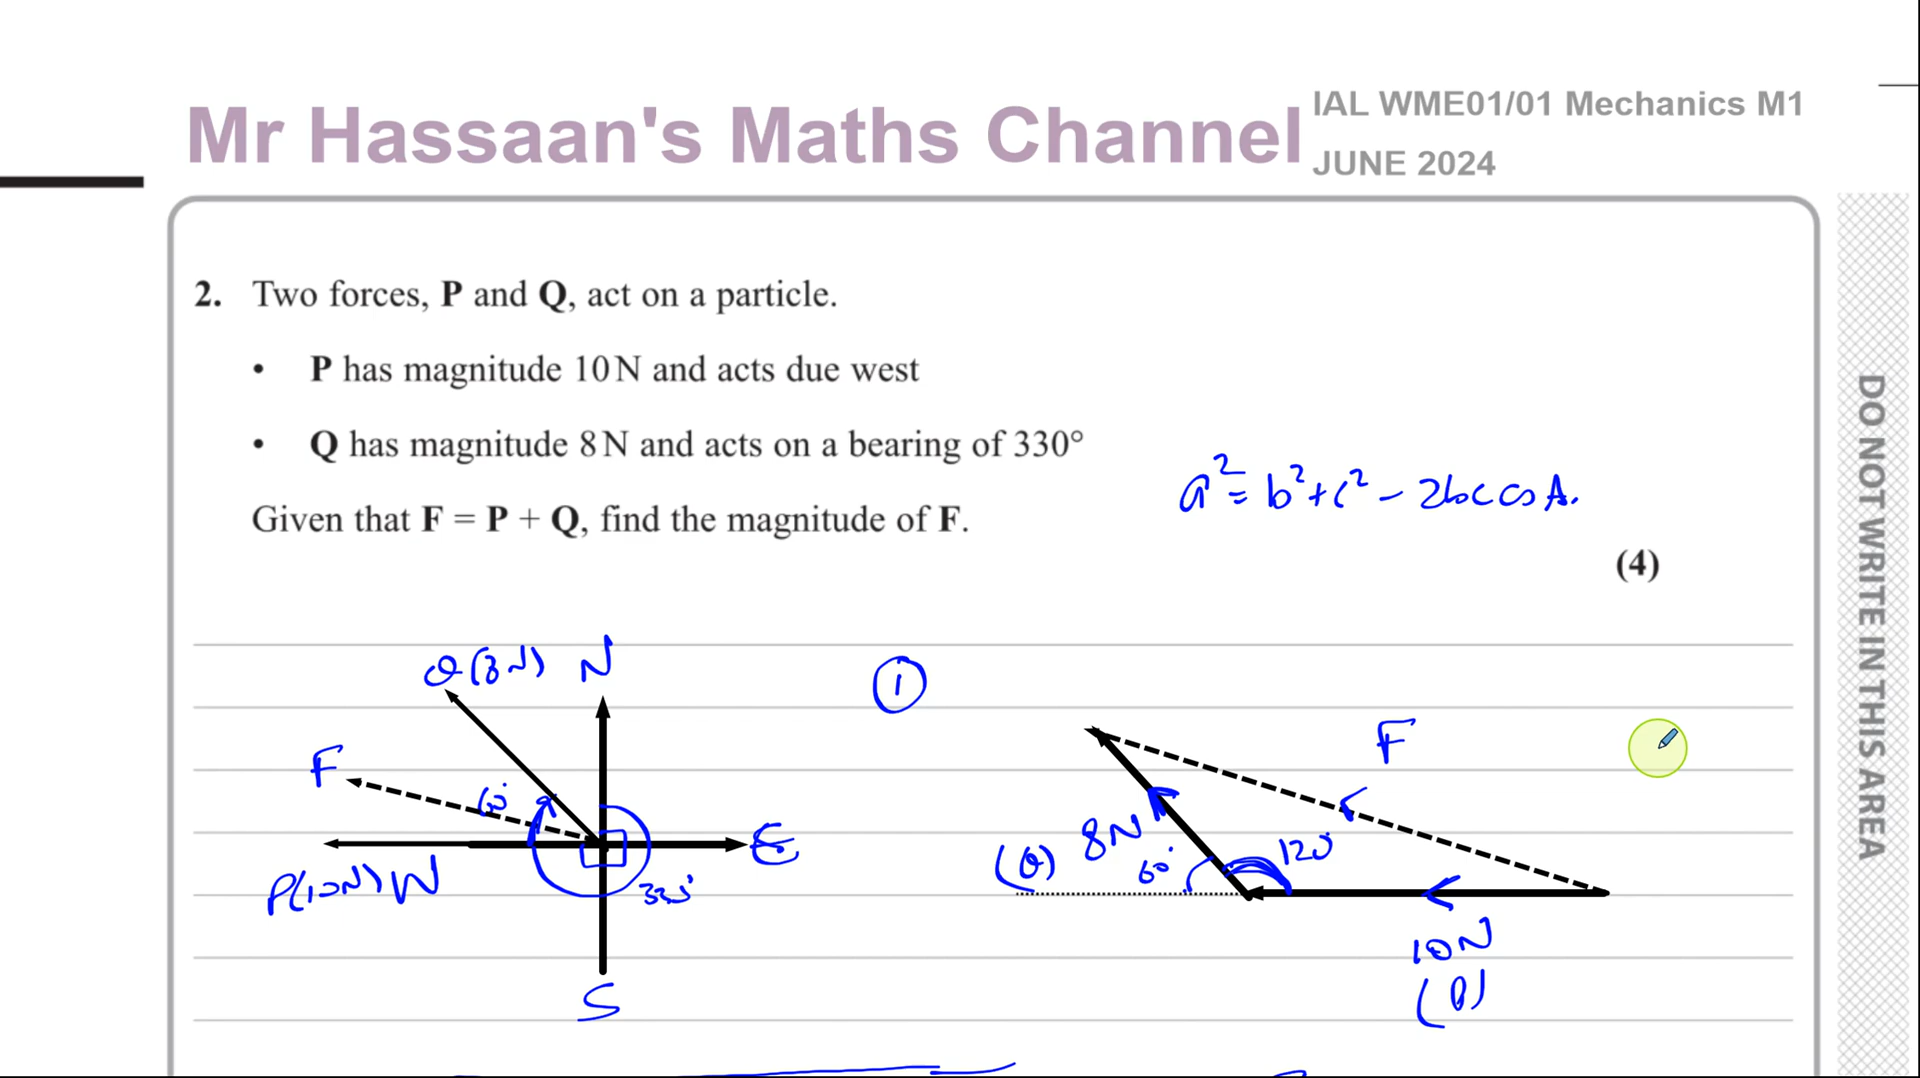 Mr Hassaan's Maths Channel
IAL WME01/01 Mechanics M1
JUNE 2024
2. Two forces, P and Q, act on a particle.
• P has magnitude 10 N and acts due west
• Q has magnitude 8 N and acts on a bearing of 330°
a² = b² + c² - 2bc cos A.
Given that F = P + Q, find the magnitude of F.
(4)
Q (8N) N
1
F
F
60°
E
8N
120°
(Q)
60°
P(10N) W
330°
10N
(P)
S
DO NOT WRITE IN THIS AREA